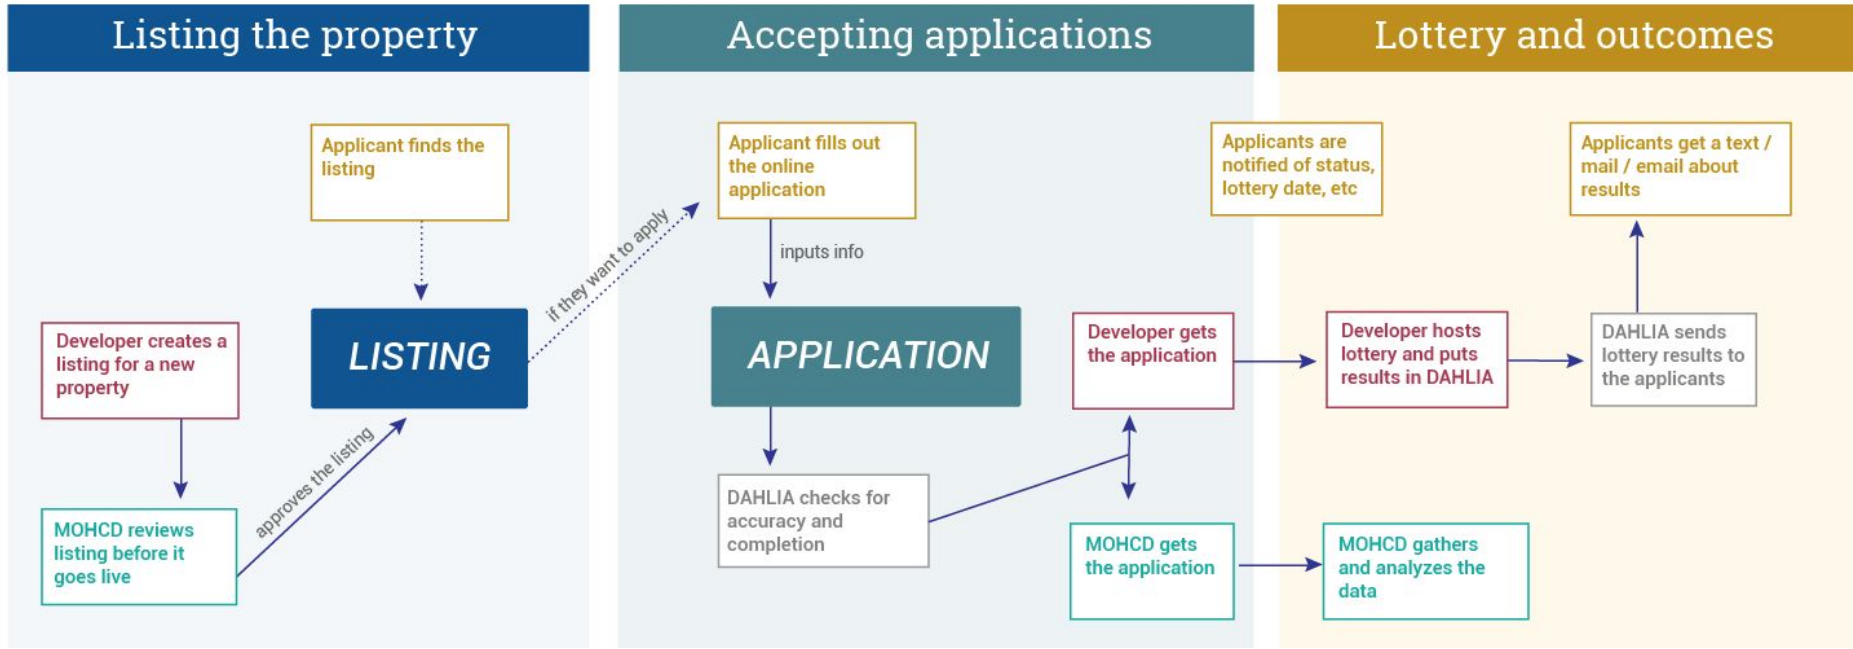 Listing the property
Applicant finds the
listing
Developer creates a
listing for a new
property
LISTING
approves the listing
MOHCD reviews
listing before it
goes live
if they want to apply
Accepting applications
Applicant fills out
the online
application
inputs info
APPLICATION
DAHLIA checks for
accuracy and
completion
Developer gets
the application
MOHCD gets
the application
Applicants are
notified of status,
lottery date, etc
Lottery and outcomes
Applicants get a text /
mail / email about
results
Developer hosts
lottery and puts
results in DAHLIA
DAHLIA sends
lottery results to
the applicants
MOHCD gathers
and analyzes the
data